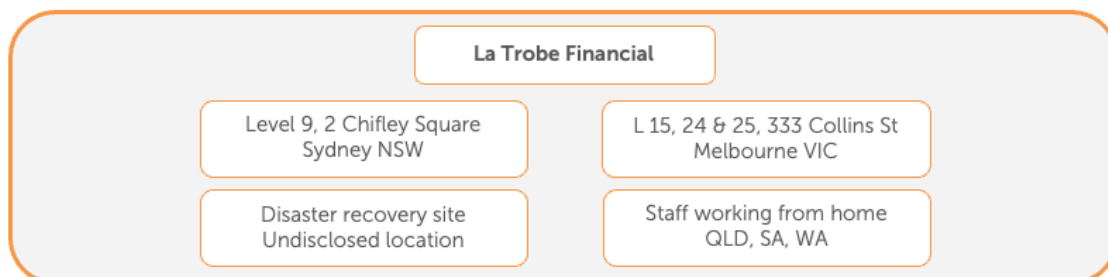 La Trobe Financial
Level 9, 2 Chifley Square
Sydney NSW
L 15, 24 & 25, 333 Collins St
Melbourne VIC
Disaster recovery site
Undisclosed location
Staff working from home
QLD, SA, WA